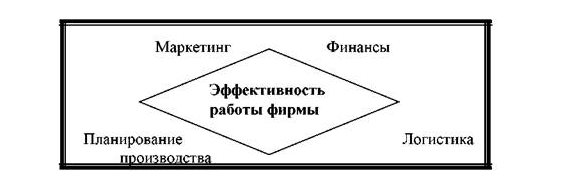 Маркетинг Финансы
Эффективность
работы фирмы
Планирование Логистика
производства